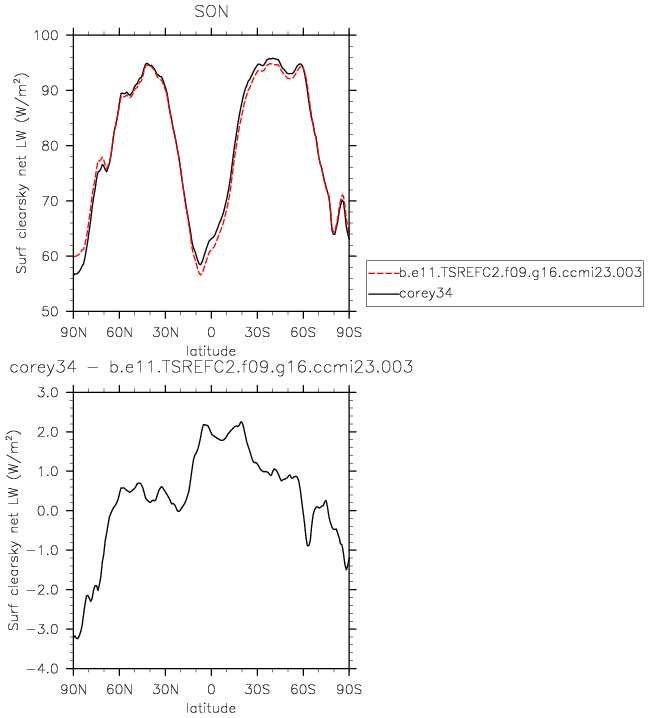 SON
100
90
80
70
60
50
Surf clearsky net LW (W/m²)
90N 60N 30N 0 30S 60S 90S
latitude
b.e11.TSREFC2.f09.g16.ccmi23.003
corey34
corey34 − b.e11.TSREFC2.f09.g16.ccmi23.003
3.0
2.0
1.0
0.0
−1.0
−2.0
−3.0
−4.0
Surf clearsky net LW (W/m²)
90N 60N 30N 0 30S 60S 90S
latitude